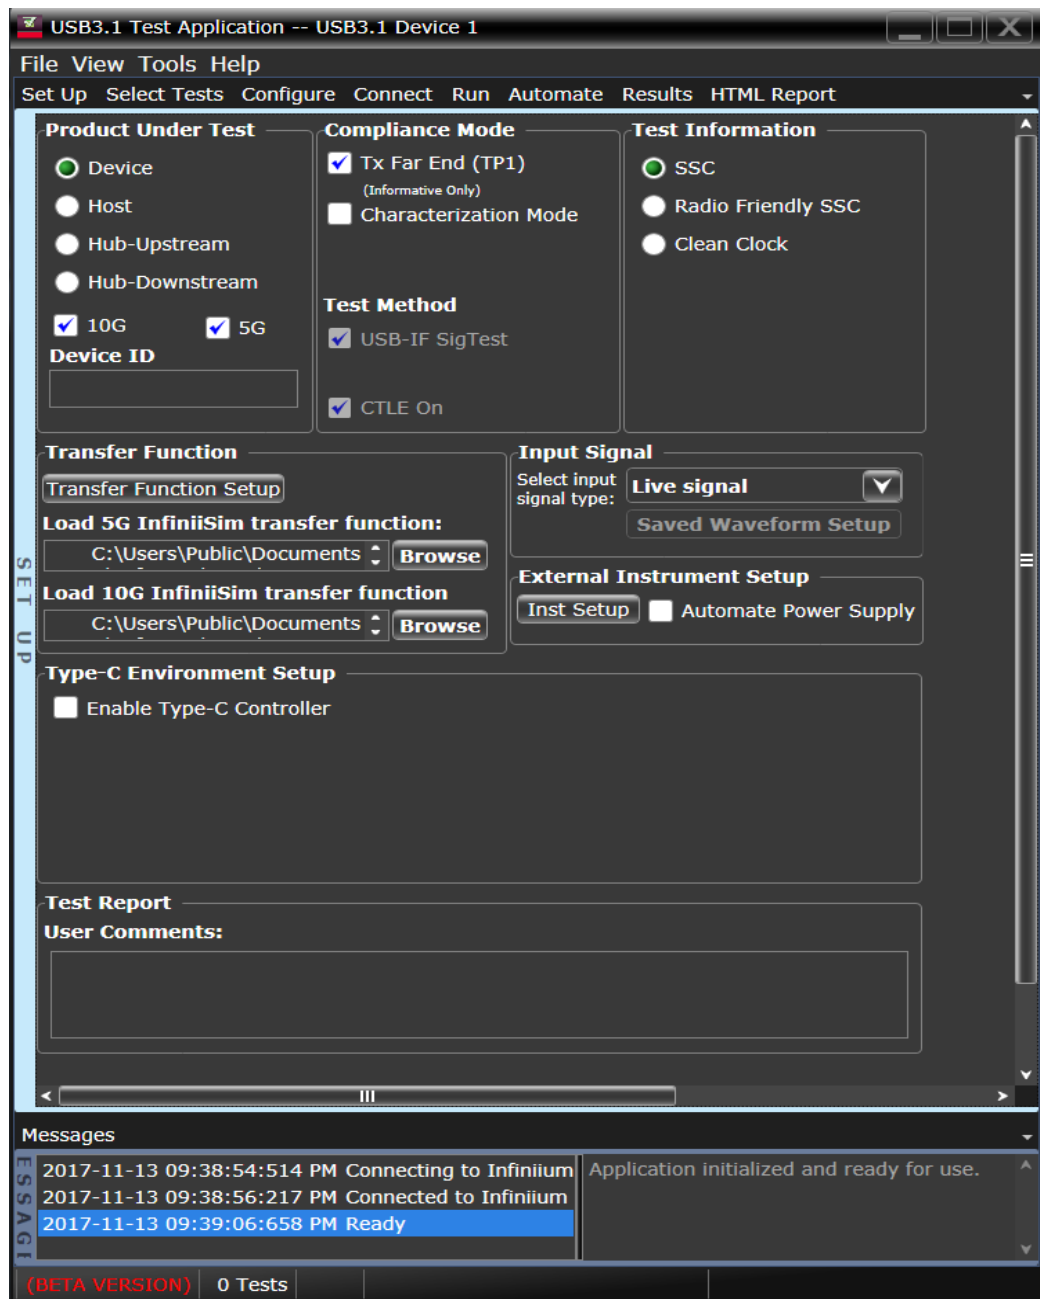 USB3.1 Test Application -- USB3.1 Device 1
File View Tools Help
Set Up Select Tests Configure Connect Run Automate Results HTML Report
SET UP
Product Under Test
Device
Host
Hub-Upstream
Hub-Downstream
10G 5G
Device ID
Compliance Mode
Tx Far End (TP1)
(Informative Only)
Characterization Mode
Test Method
USB-IF SigTest
CTLE On
Test Information
SSC
Radio Friendly SSC
Clean Clock
Transfer Function
Transfer Function Setup
Load 5G InfiniiSim transfer function:
C:\Users\Public\Documents Browse
Load 10G InfiniiSim transfer function
C:\Users\Public\Documents Browse
Input Signal
Select input
signal type:
Live signal
Saved Waveform Setup
External Instrument Setup
Inst Setup Automate Power Supply
Type-C Environment Setup
Enable Type-C Controller
Test Report
User Comments:
Messages
ESSAGE
2017-11-13 09:38:54:514 PM Connecting to Infiniium
2017-11-13 09:38:56:217 PM Connected to Infiniium
2017-11-13 09:39:06:658 PM Ready
Application initialized and ready for use.
(BETA VERSION) 0 Tests